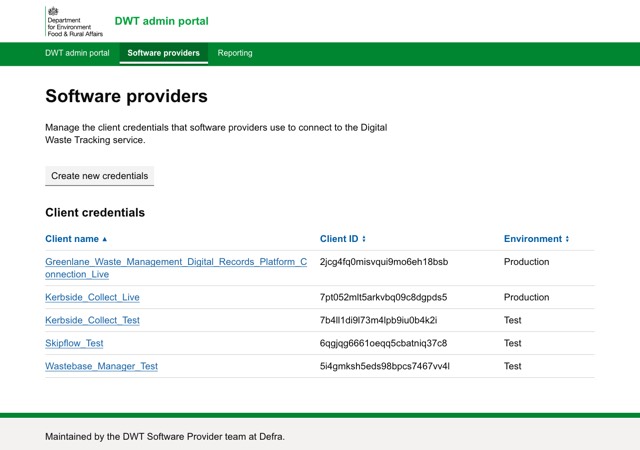 Department
for Environment
Food & Rural Affairs
DWT admin portal
DWT admin portal
Software providers
Reporting
Software providers
Manage the client credentials that software providers use to connect to the Digital
Waste Tracking service.
Create new credentials
Client credentials
Client name ▲
Client ID
Environment
Greenlane_Waste_Management_Digital_Records_Platform_C
onnection_Live
2jcg4fq0misvqui9mo6eh18bsb
Production
Kerbside_Collect_Live
7pt052mlt5arkvbq09c8dgpds5
Production
Kerbside_Collect_Test
7b4ll1di9l73m4lpb9iu0b4k2i
Test
Skipflow_Test
6qgjqg6661oeqq5cbatniq37c8
Test
Wastebase_Manager_Test
5i4gmksh5eds98bpcs7467vv4l
Test
Maintained by the DWT Software Provider team at Defra.